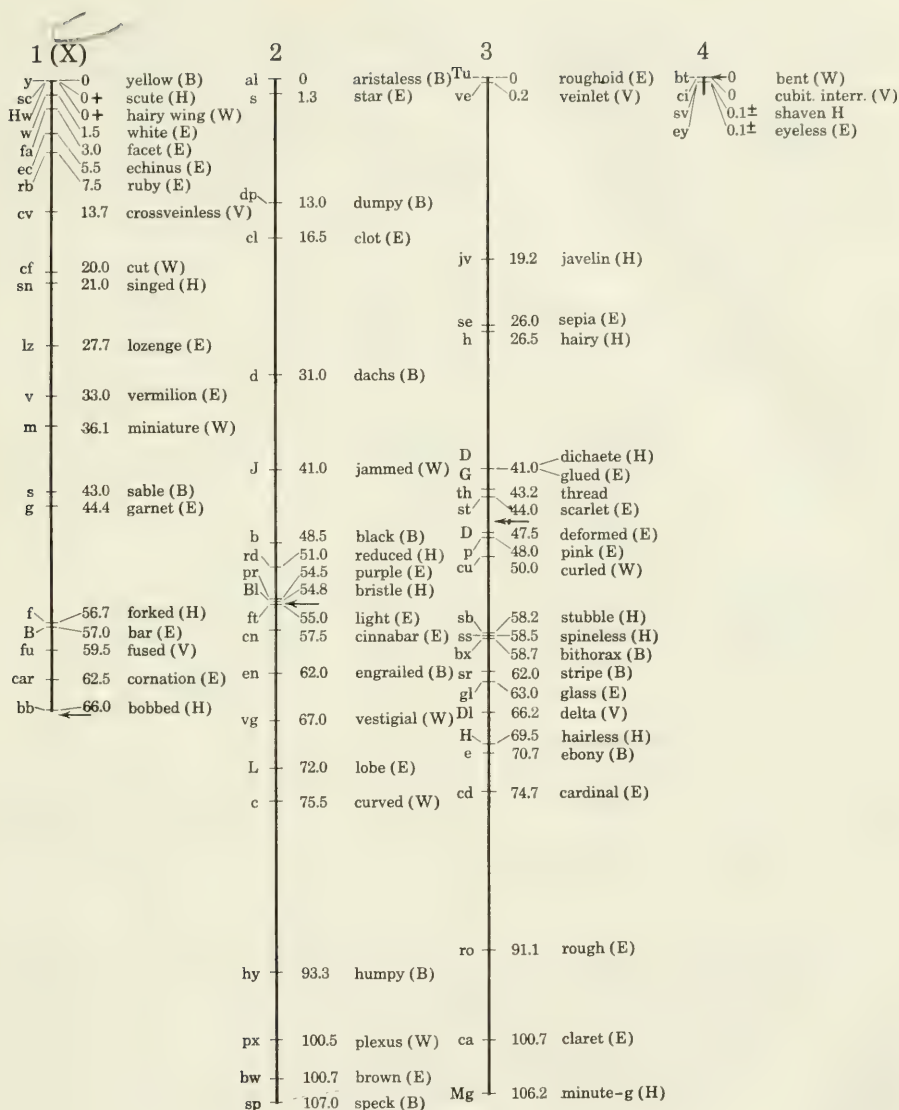 1 (X)
y 0 yellow (B)
sc 0+ scute (H)
Hw 0+ hairy wing (W)
w 1.5 white (E)
fa 3.0 facet (E)
ec 5.5 echinus (E)
rb 7.5 ruby (E)
cv 13.7 crossveinless (V)
cf 20.0 cut (W)
sn 21.0 singed (H)
lz 27.7 lozenge (E)
v 33.0 vermilion (E)
m 36.1 miniature (W)
s 43.0 sable (B)
g 44.4 garnet (E)
f 56.7 forked (H)
B 57.0 bar (E)
fu 59.5 fused (V)
car 62.5 cornation (E)
bb 66.0 bobbed (H)
2
al 0 aristaless (B)
s 1.3 star (E)
dp 13.0 dumpy (B)
cl 16.5 clot (E)
d 31.0 dachs (B)
J 41.0 jammed (W)
b 48.5 black (B)
rd 51.0 reduced (H)
pr 54.5 purple (E)
Bl 54.8 bristle (H)
ft 55.0 light (E)
cn 57.5 cinnabar (E)
en 62.0 engrailed (B)
vg 67.0 vestigial (W)
L 72.0 lobe (E)
c 75.5 curved (W)
hy 93.3 humpy (B)
px 100.5 plexus (W)
bw 100.7 brown (E)
sp 107.0 speck (B)
3
Tu 0 roughoid (E)
ve 0.2 veinlet (V)
jv 19.2 javelin (H)
se 26.0 sepia (E)
h 26.5 hairy (H)
D dichaete (H)
41.0
G glued (E)
th 43.2 thread
st 44.0 scarlet (E)
D 47.5 deformed (E)
p 48.0 pink (E)
cu 50.0 curled (W)
sb 58.2 stubble (H)
ss 58.5 spineless (H)
bx 58.7 bithorax (B)
sr 62.0 stripe (B)
gl 63.0 glass (E)
Dl 66.2 delta (V)
H 69.5 hairless (H)
e 70.7 ebony (B)
cd 74.7 cardinal (E)
ro 91.1 rough (E)
ca 100.7 claret (E)
Mg 106.2 minute-g (H)
4
bt 0 bent (W)
ci 0 cubit. interr. (V)
sv 0.1± shaven H
ey 0.1± eyeless (E)